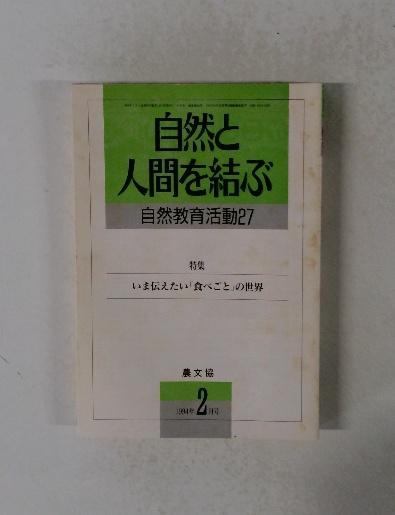 自然と
人間を結ぶ
自然教育活動27
特集
いま伝えたい「食べごと」の世界
農文協
1994年2月号